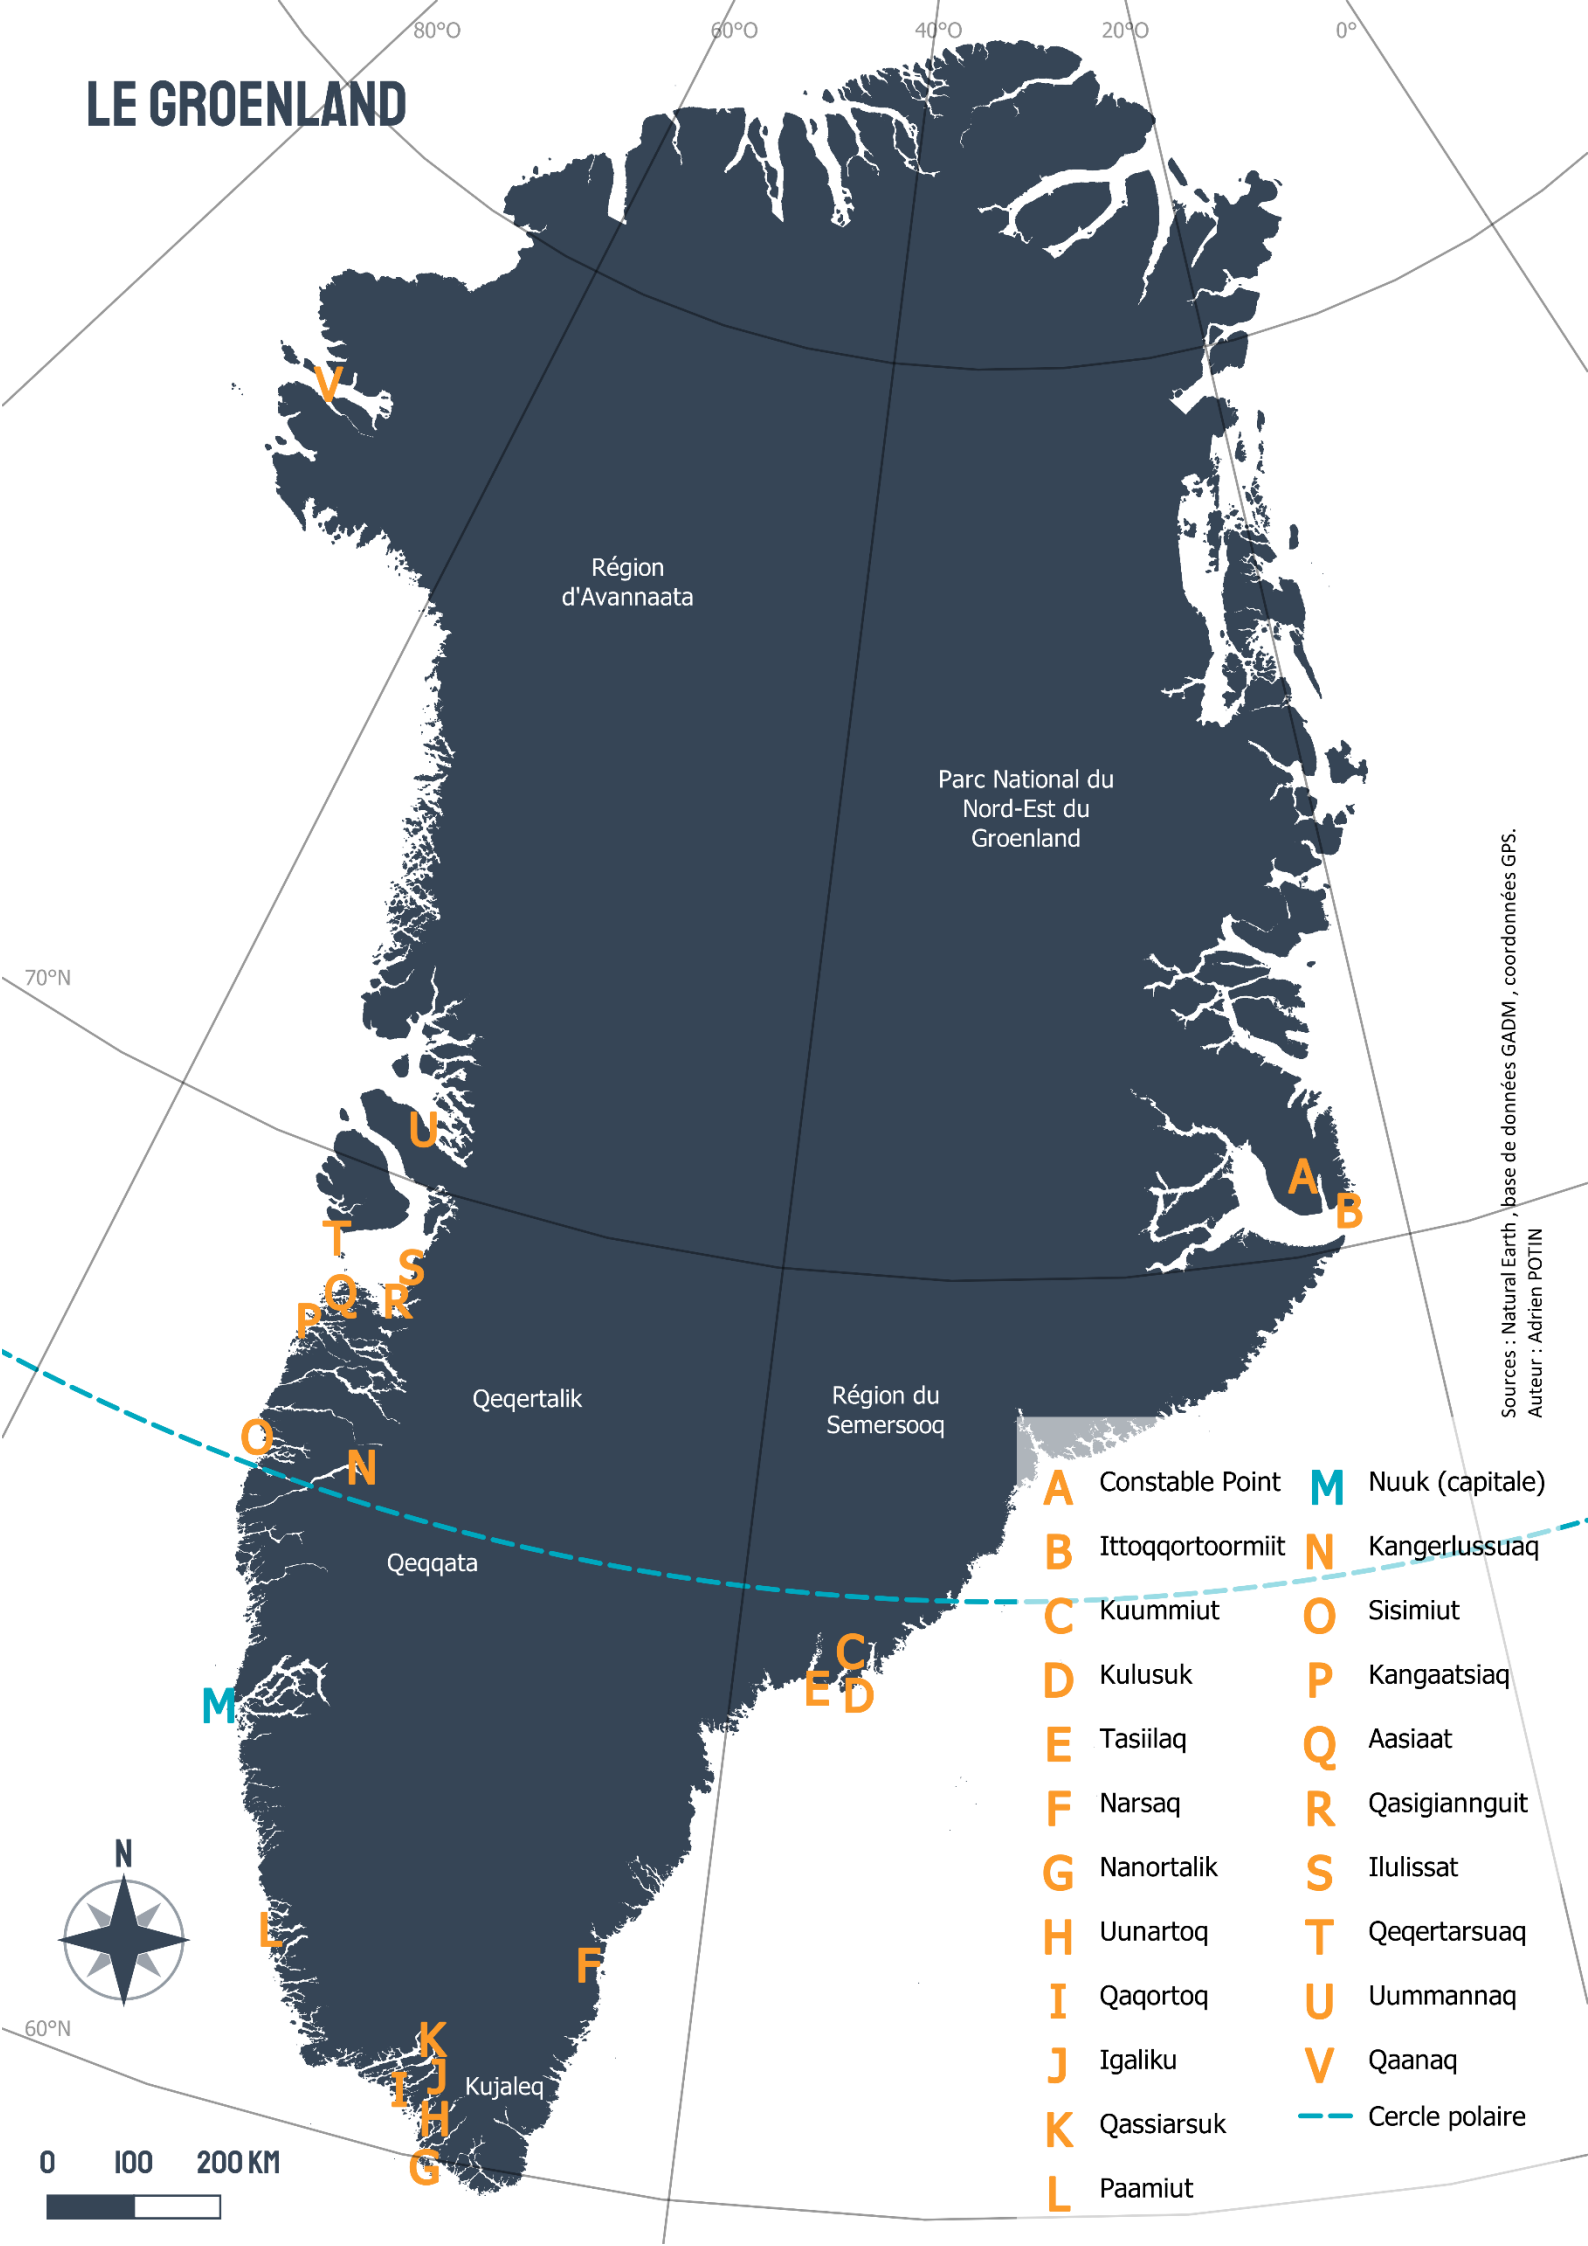 80°O
60°O
40°O
20°O
0°
LE GROENLAND
V
Région
d'Avannaata
Parc National du
Nord-Est du
Groenland
70°N
U
A
B
T
S
Q
R
P
Qeqertalik
Région du
Semersooq
O
N
Qeqqata
C
E
D
M
L
F
K
J
I
Kujaleq
H
G
60°N
N
0 100 200 KM
A Constable Point
B Ittoqqortoormiit
C Kuummiut
D Kulusuk
E Tasiilaq
F Narsaq
G Nanortalik
H Uunartoq
I Qaqortoq
J Igaliku
K Qassiarsuk
L Paamiut
M Nuuk (capitale)
N Kangerlussuaq
O Sisimiut
P Kangaatsiaq
Q Aasiaat
R Qasigiannguit
S Ilulissat
T Qeqertarsuaq
U Uummannaq
V Qaanaq
Cercle polaire
Sources : Natural Earth , base de données GADM , coordonnées GPS.
Auteur : Adrien POTIN